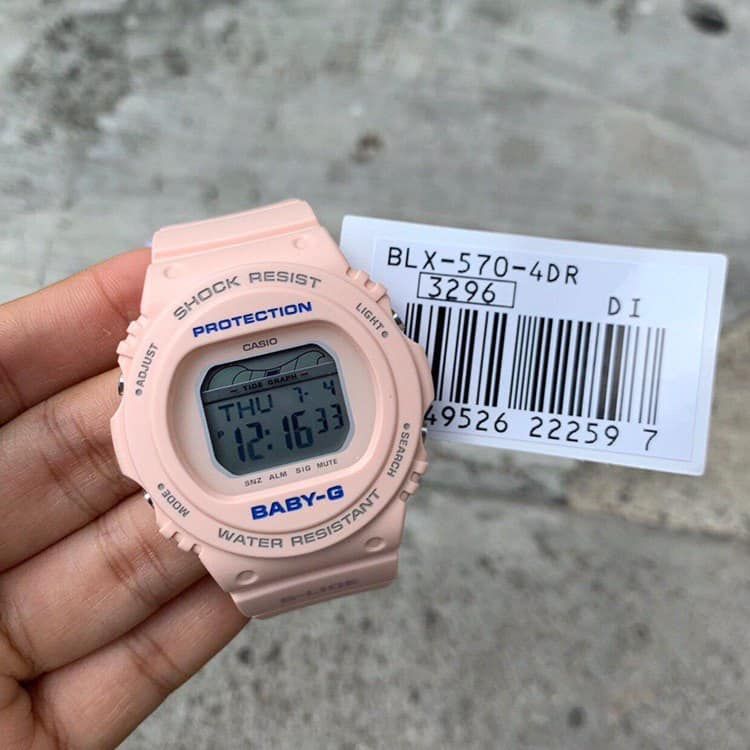 SHOCK RESIST
PROTECTION
LIGHT
ADJUST
CASIO
TIDE GRAPH
THU 7-4
P 12:16 33
SNZ ALM SIG MUTE
SEARCH
MODE
BABY-G
WATER RESISTANT
G-LIDE
BLX-570-4DR
3296
DI
49526 22259 7